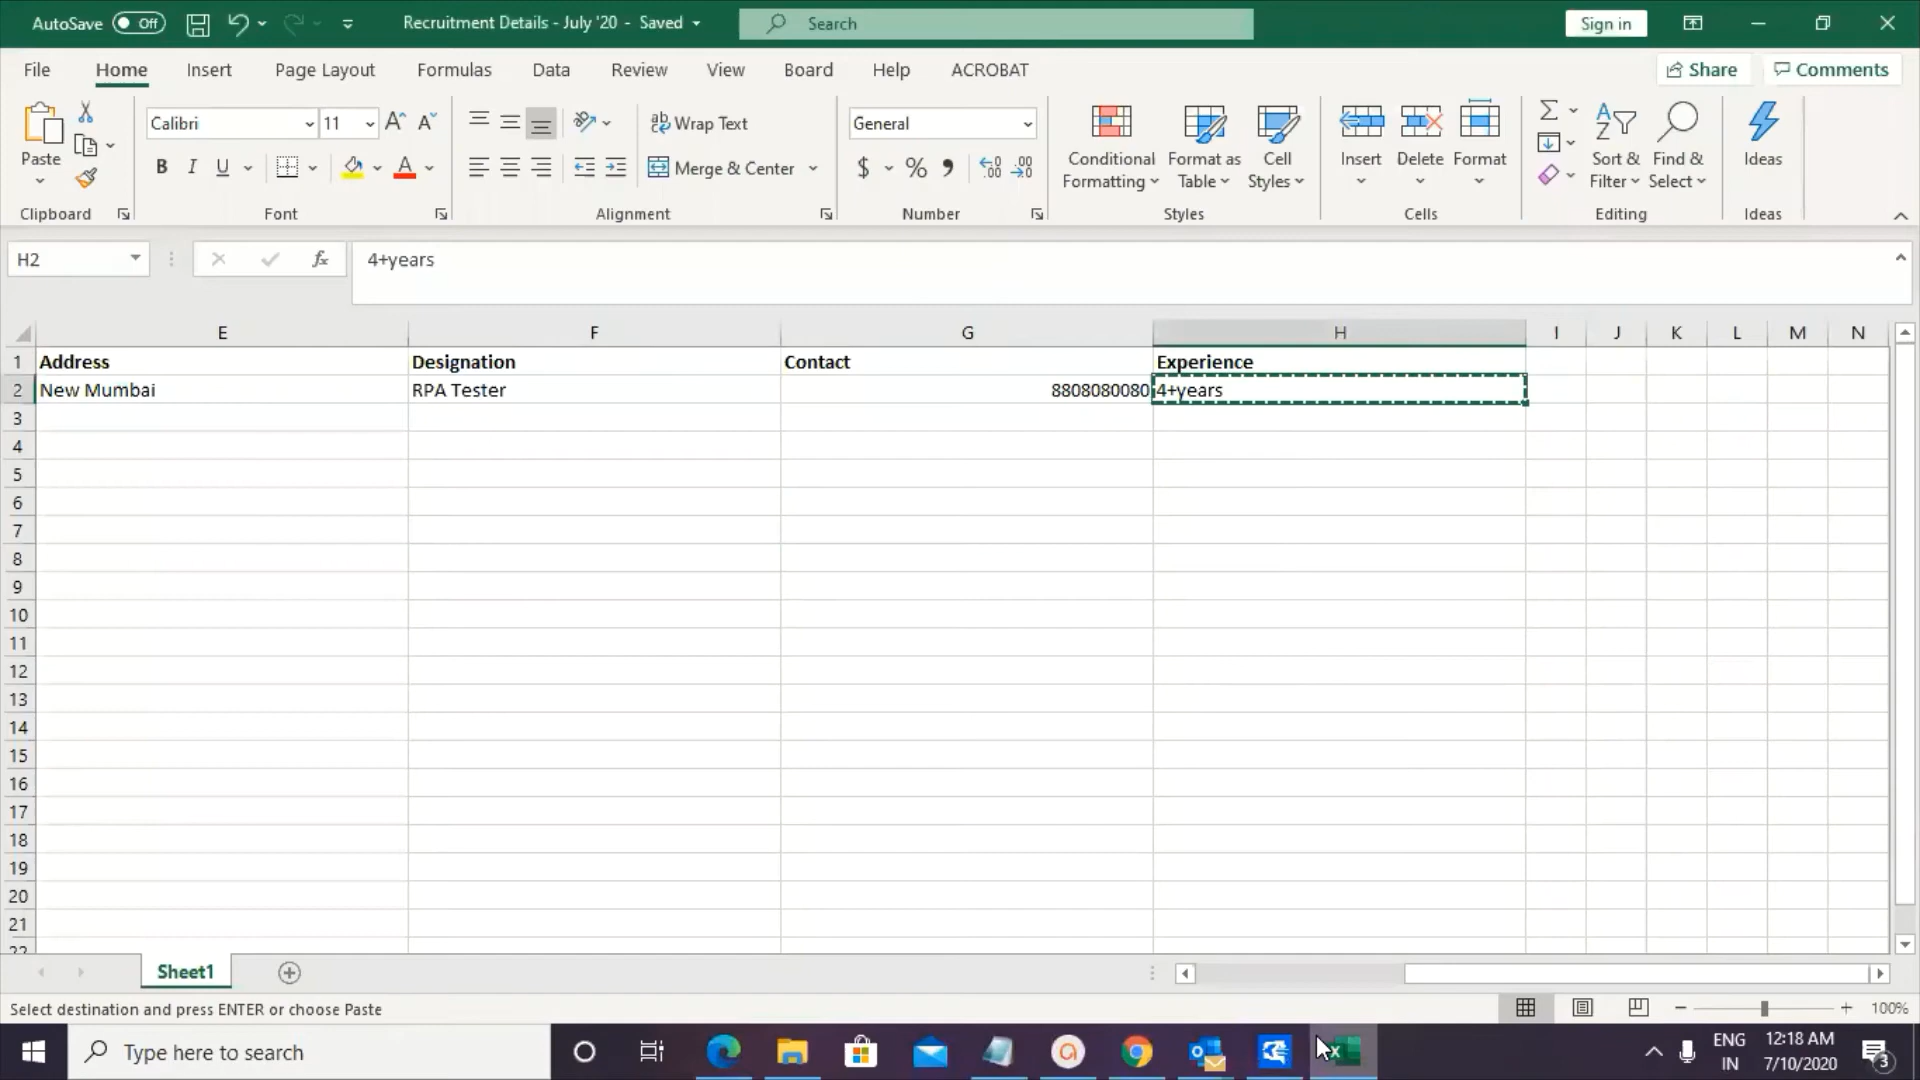 AutoSave Off Recruitment Details - July '20 - Saved Search Sign in
File Home Insert Page Layout Formulas Data Review View Board Help ACROBAT Share Comments
Paste
Calibri 11
B I U
Wrap Text
Merge & Center
General
$ % ,
Conditional Formatting
Format as Table
Cell Styles
Insert Delete Format
Sort & Filter
Find & Select
Ideas
Clipboard Font Alignment Number Styles Cells Editing Ideas
H2 fx 4+years
E F G H I J K L M N
1 Address Designation Contact Experience
2 New Mumbai RPA Tester 8808080080 4+years
3
4
5
6
7
8
9
10
11
12
13
14
15
16
17
18
19
20
21
22
Sheet1
Select destination and press ENTER or choose Paste 100%
Type here to search
ENG
IN
12:18 AM
7/10/2020
3